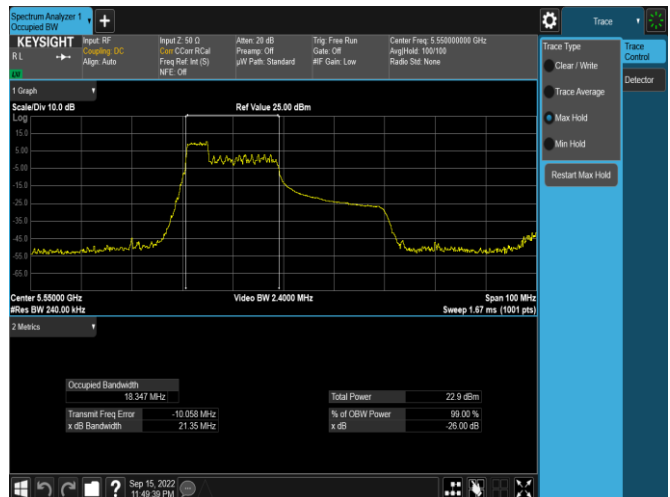 Spectrum Analyzer 1
Occupied BW
+
Trace
KEYSIGHT
R L
LV
Input: RF
Coupling: DC
Align: Auto
Input Z: 50 Ω
Corr CCorr RCal
Freq Ref: Int (S)
NFE: Off
Atten: 20 dB
Preamp: Off
µW Path: Standard
Trig: Free Run
Gate: Off
#IF Gain: Low
Center Freq: 5.550000000 GHz
Avg|Hold: 100/100
Radio Std: None
Trace Type
Clear / Write
Trace Average
Max Hold
Min Hold
Restart Max Hold
Trace
Control
Detector
1 Graph
Scale/Div 10.0 dB
Ref Value 25.00 dBm
Log
15.0
5.00
-5.00
-15.0
-25.0
-35.0
-45.0
-55.0
-65.0
Center 5.55000 GHz
Video BW 2.4000 MHz
Span 100 MHz
#Res BW 240.00 kHz
Sweep 1.67 ms (1001 pts)
2 Metrics
Occupied Bandwidth
18.347 MHz
Total Power 22.9 dBm
Transmit Freq Error -10.058 MHz
% of OBW Power 99.00 %
x dB Bandwidth 21.35 MHz
x dB -26.00 dB
?
Sep 15, 2022
11:49:39 PM